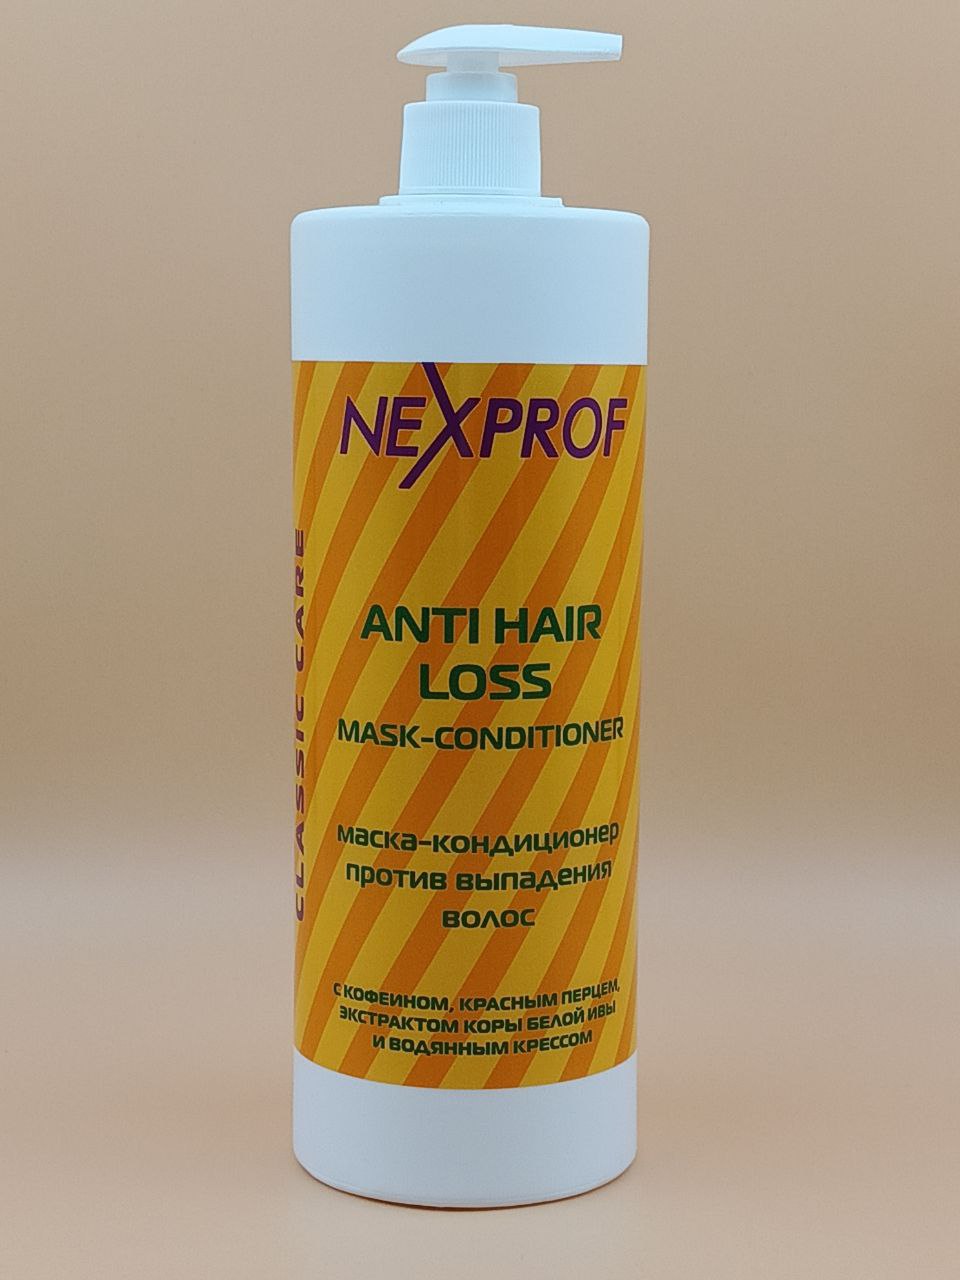 NEXPROF
CLASSIC CARE
ANTI HAIR
LOSS
MASK-CONDITIONER
маска-кондиционер
против выпадения
волос
С КОФЕИНОМ, КРАСНЫМ ПЕРЦЕМ,
ЭКСТРАКТОМ КОРЫ БЕЛОЙ ИВЫ
И ВОДЯННЫМ КРЕССОМ